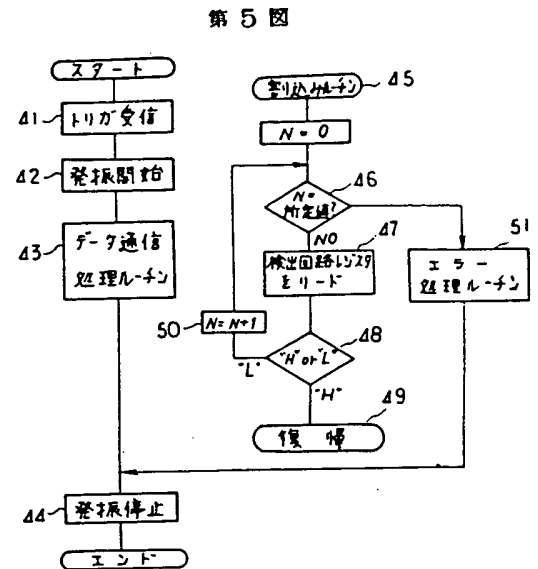 第5図
スタート
41
トリガ受信
42
発振開始
43
データ通信
処理ルーチン
44
発振停止
エンド
割り込みルーチン
45
N=0
46
N=
所定値?
NO
47
検出回路レジスタ
をリード
48
"H" or "L"
"L"
50
N=N+1
"H"
49
復帰
51
エラー
処理ルーチン